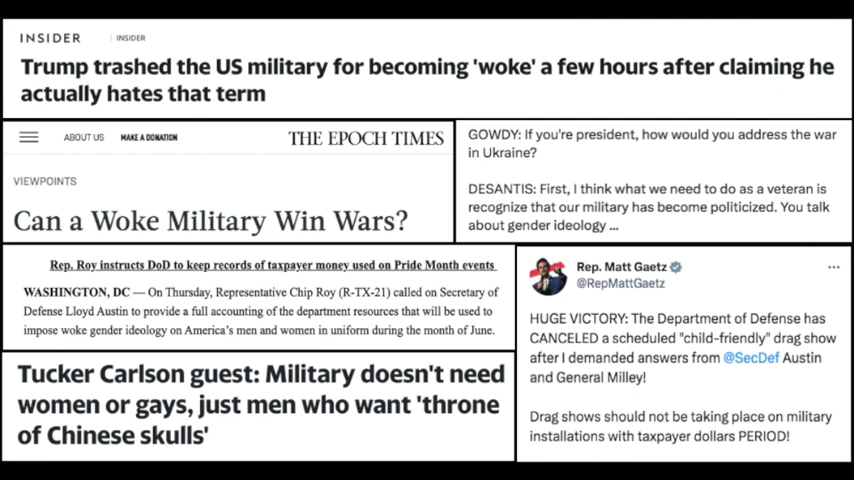 INSIDER
INSIDER
Trump trashed the US military for becoming 'woke' a few hours after claiming he
actually hates that term
ABOUT US
MAKE A DONATION
THE EPOCH TIMES
VIEWPOINTS
Can a Woke Military Win Wars?
GOWDY: If you're president, how would you address the war
in Ukraine?
DESANTIS: First, I think what we need to do as a veteran is
recognize that our military has become politicized. You talk
about gender ideology ...
Rep. Roy instructs DoD to keep records of taxpayer money used on Pride Month events
WASHINGTON, DC — On Thursday, Representative Chip Roy (R-TX-21) called on Secretary of
Defense Lloyd Austin to provide a full accounting of the department resources that will be used to
impose woke gender ideology on America's men and women in uniform during the month of June.
Tucker Carlson guest: Military doesn't need
women or gays, just men who want 'throne
of Chinese skulls'
Rep. Matt Gaetz
@RepMattGaetz
HUGE VICTORY: The Department of Defense has
CANCELED a scheduled "child-friendly" drag show
after I demanded answers from @SecDef Austin
and General Milley!
Drag shows should not be taking place on military
installations with taxpayer dollars PERIOD!